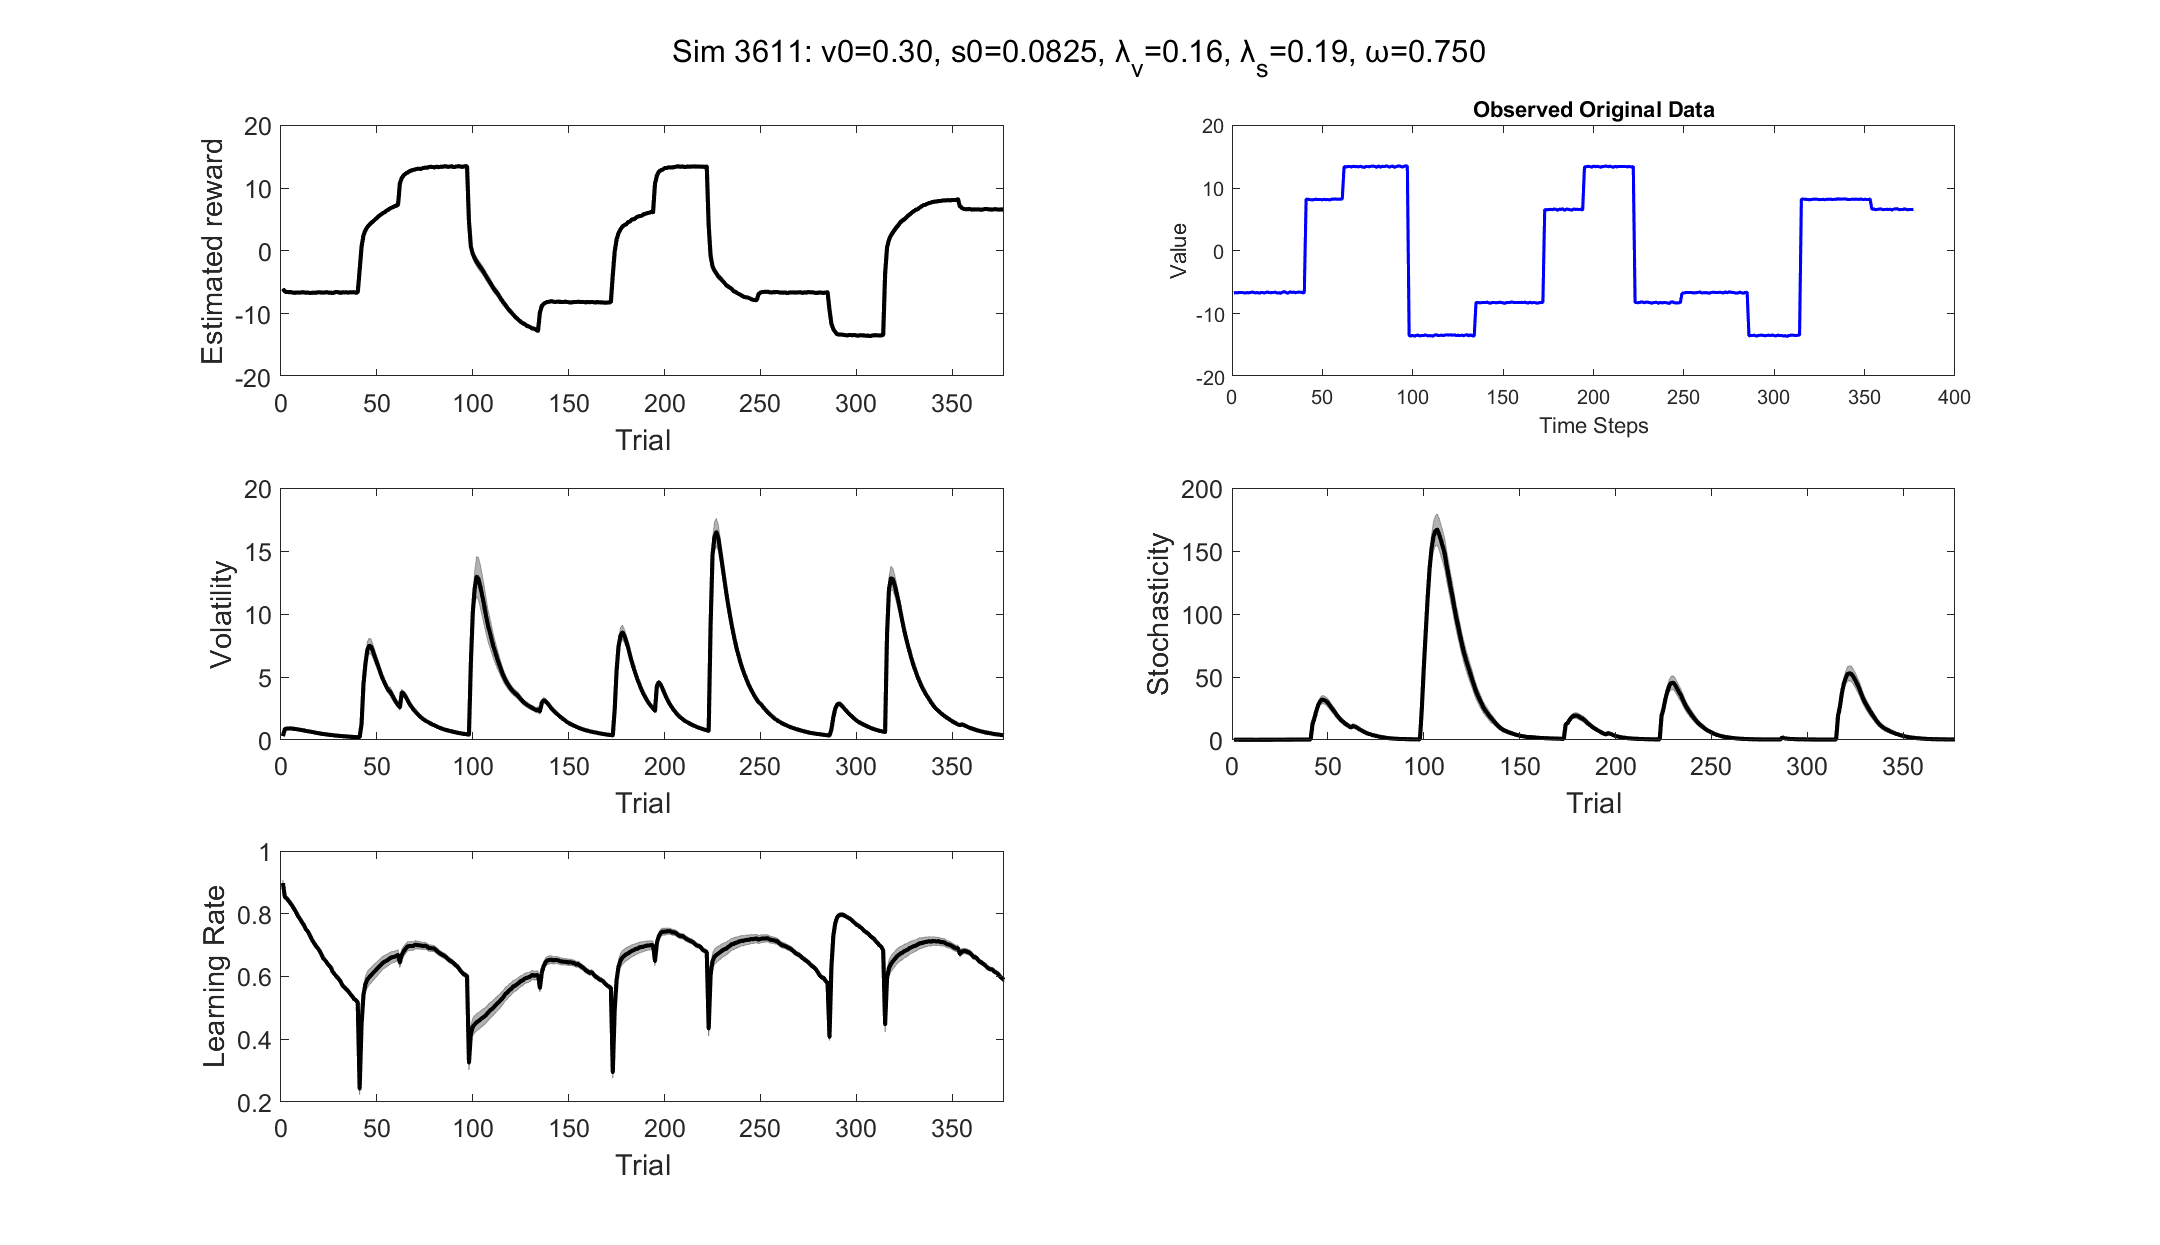 Sim 3611: v0=0.30, s0=0.0825, λ_v=0.16, λ_s=0.19, ω=0.750
Estimated reward
20
10
0
-10
-20
0 50 100 150 200 250 300 350
Trial
Observed Original Data
Value
20
10
0
-10
-20
0 50 100 150 200 250 300 350 400
Time Steps
Volatility
20
15
10
5
0
0 50 100 150 200 250 300 350
Trial
Stochasticity
200
150
100
50
0
0 50 100 150 200 250 300 350
Trial
Learning Rate
1
0.8
0.6
0.4
0.2
0 50 100 150 200 250 300 350
Trial